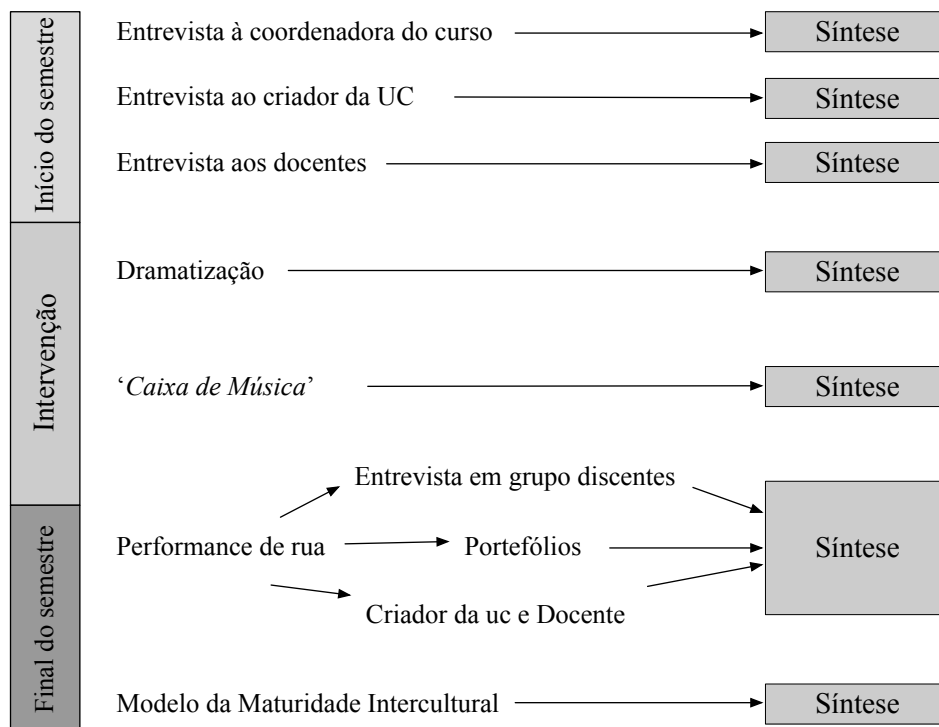 Início do semestre
Entrevista à coordenadora do curso
Síntese
Entrevista ao criador da UC
Síntese
Entrevista aos docentes
Síntese
Intervenção
Dramatização
Síntese
‘Caixa de Música’
Síntese
Final do semestre
Performance de rua
Entrevista em grupo discentes
Portefólios
Criador da uc e Docente
Síntese
Modelo da Maturidade Intercultural
Síntese